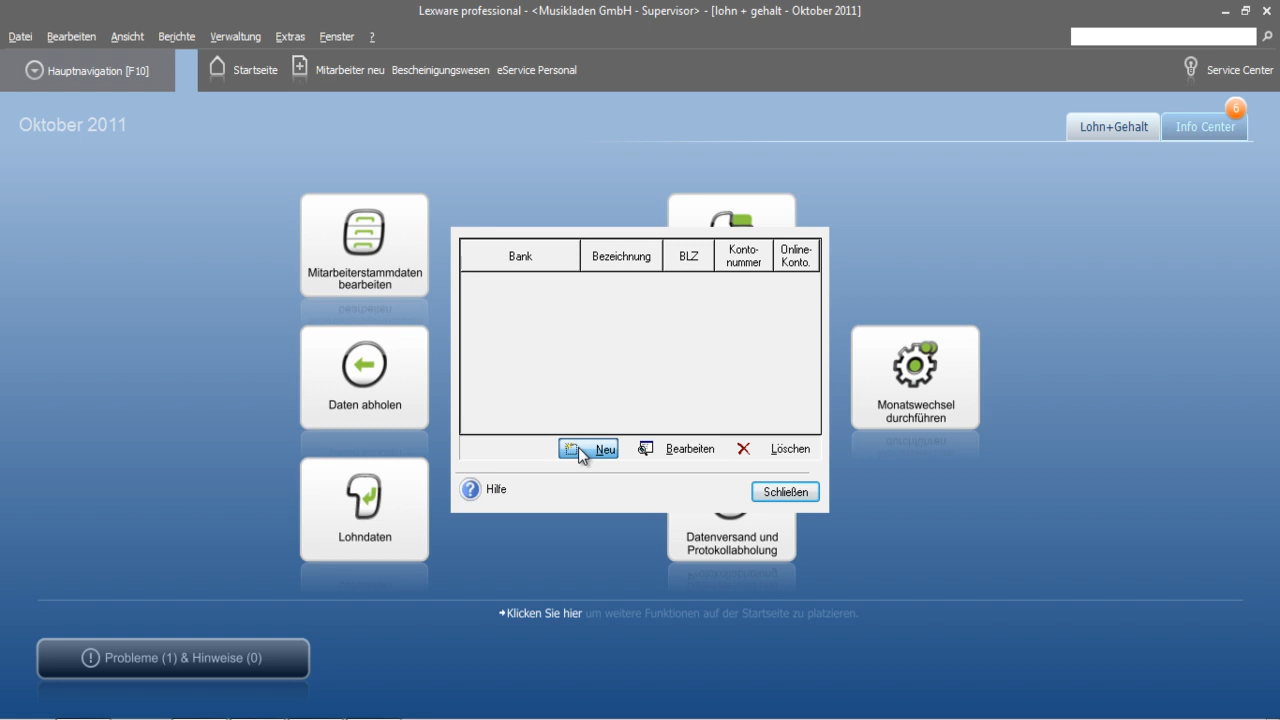 Lexware professional - <Musikladen GmbH - Supervisor> - [lohn + gehalt - Oktober 2011]
Datei Bearbeiten Ansicht Berichte Verwaltung Extras Fenster ?
Hauptnavigation [F10] Startseite Mitarbeiter neu Bescheinigungswesen eService Personal Service Center
Oktober 2011
6
Lohn+Gehalt Info Center
Mitarbeiterstammdaten
bearbeiten
Bank Bezeichnung BLZ Konto-
nummer Online-
Konto.
Daten abholen
Monatswechsel
durchführen
Neu Bearbeiten Löschen
Hilfe Schließen
Lohndaten
Datenversand und
Protokollabholung
Klicken Sie hier um weitere Funktionen auf der Startseite zu platzieren.
Probleme (1) & Hinweise (0)